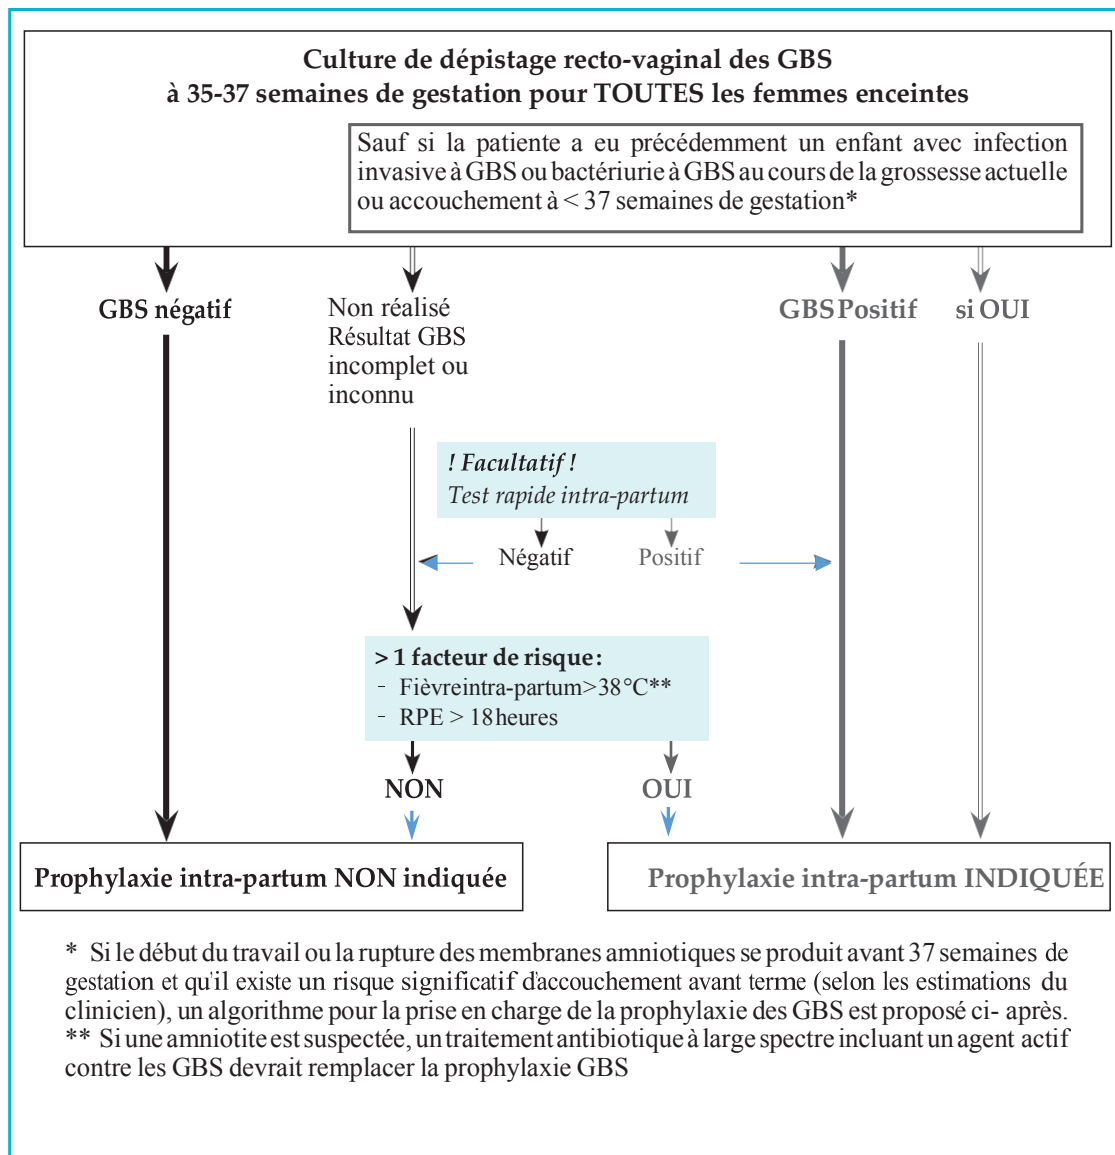 Culture de dépistage recto-vaginal des GBS
à 35-37 semaines de gestation pour TOUTES les femmes enceintes
Sauf si la patiente a eu précédemment un enfant avec infection
invasive à GBS ou bactériurie à GBS au cours de la grossesse actuelle
ou accouchement à < 37 semaines de gestation*
GBS négatif
Non réalisé
Résultat GBS
incomplet ou
inconnu
GBS Positif
si OUI
! Facultatif !
Test rapide intra-partum
Négatif
Positif
> 1 facteur de risque:
- Fièvre intra-partum > 38°C**
- RPE > 18 heures
NON
OUI
Prophylaxie intra-partum NON indiquée
Prophylaxie intra-partum INDIQUÉE
* Si le début du travail ou la rupture des membranes amniotiques se produit avant 37 semaines de
gestation et qu'il existe un risque significatif d'accouchement avant terme (selon les estimations du
clinicien), un algorithme pour la prise en charge de la prophylaxie des GBS est proposé ci- après.
** Si une amniotite est suspectée, un traitement antibiotique à large spectre incluant un agent actif
contre les GBS devrait remplacer la prophylaxie GBS